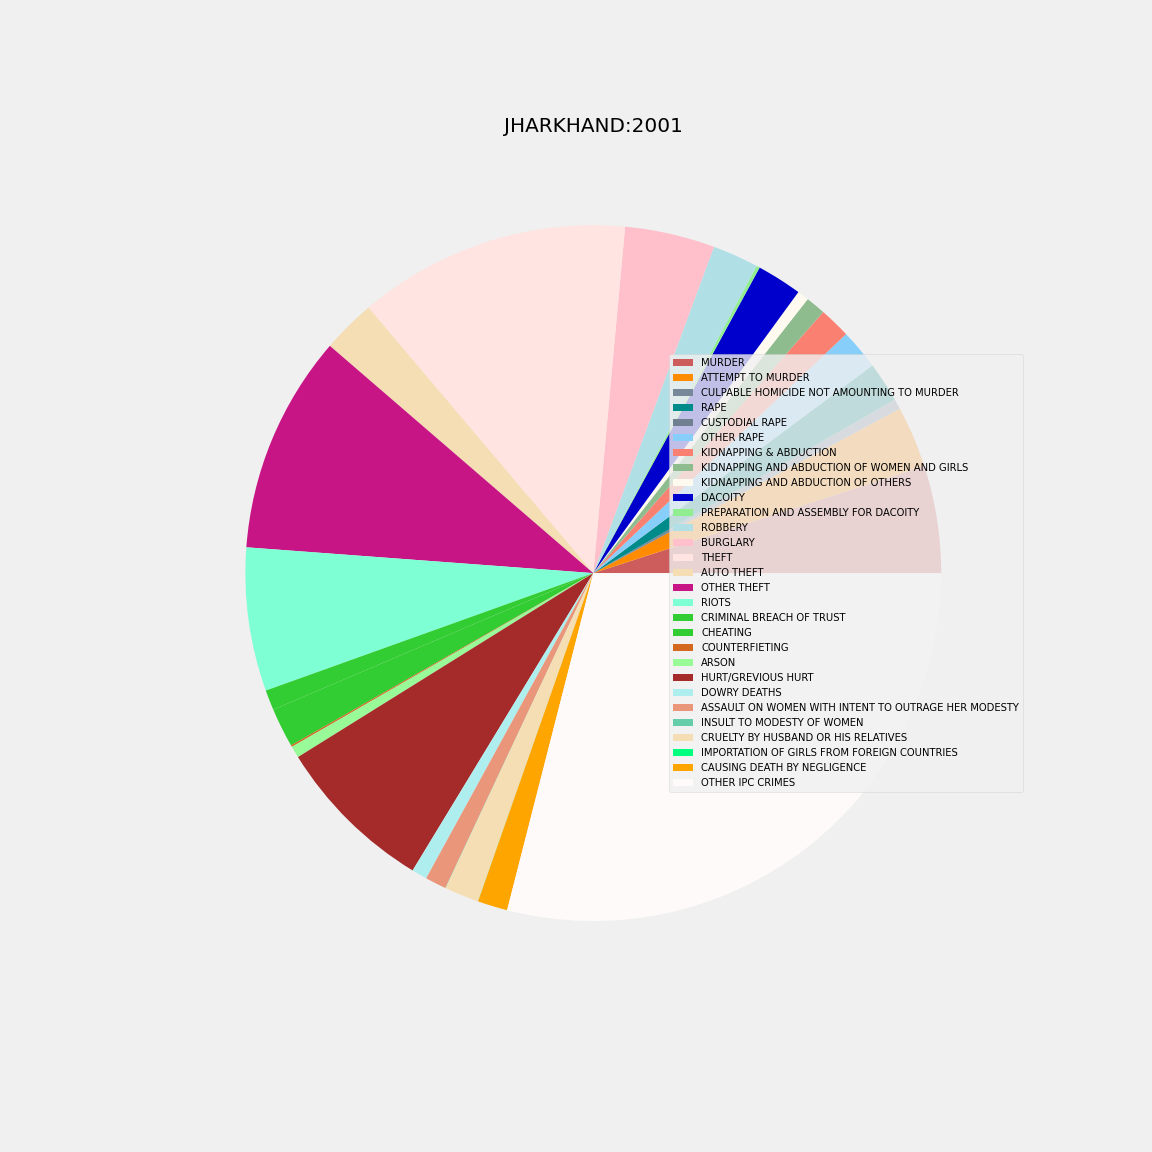 JHARKHAND:2001
MURDER
ATTEMPT TO MURDER
CULPABLE HOMICIDE NOT AMOUNTING TO MURDER
RAPE
CUSTODIAL RAPE
OTHER RAPE
KIDNAPPING & ABDUCTION
KIDNAPPING AND ABDUCTION OF WOMEN AND GIRLS
KIDNAPPING AND ABDUCTION OF OTHERS
DACOITY
PREPARATION AND ASSEMBLY FOR DACOITY
ROBBERY
BURGLARY
THEFT
AUTO THEFT
OTHER THEFT
RIOTS
CRIMINAL BREACH OF TRUST
CHEATING
COUNTERFIETING
ARSON
HURT/GREVIOUS HURT
DOWRY DEATHS
ASSAULT ON WOMEN WITH INTENT TO OUTRAGE HER MODESTY
INSULT TO MODESTY OF WOMEN
CRUELTY BY HUSBAND OR HIS RELATIVES
IMPORTATION OF GIRLS FROM FOREIGN COUNTRIES
CAUSING DEATH BY NEGLIGENCE
OTHER IPC CRIMES